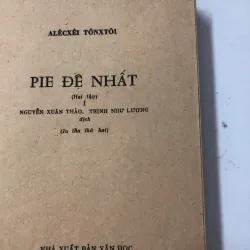 ALÊCXÊI TÔNXTÔI
PIE ĐỆ NHẤT
(Hai tập)
I
NGUYỄN XUÂN THẢO, TRỊNH NHƯ LƯƠNG
dịch
(In lần thứ hai)
NHÀ XUẤT BẢN VĂN HỌC